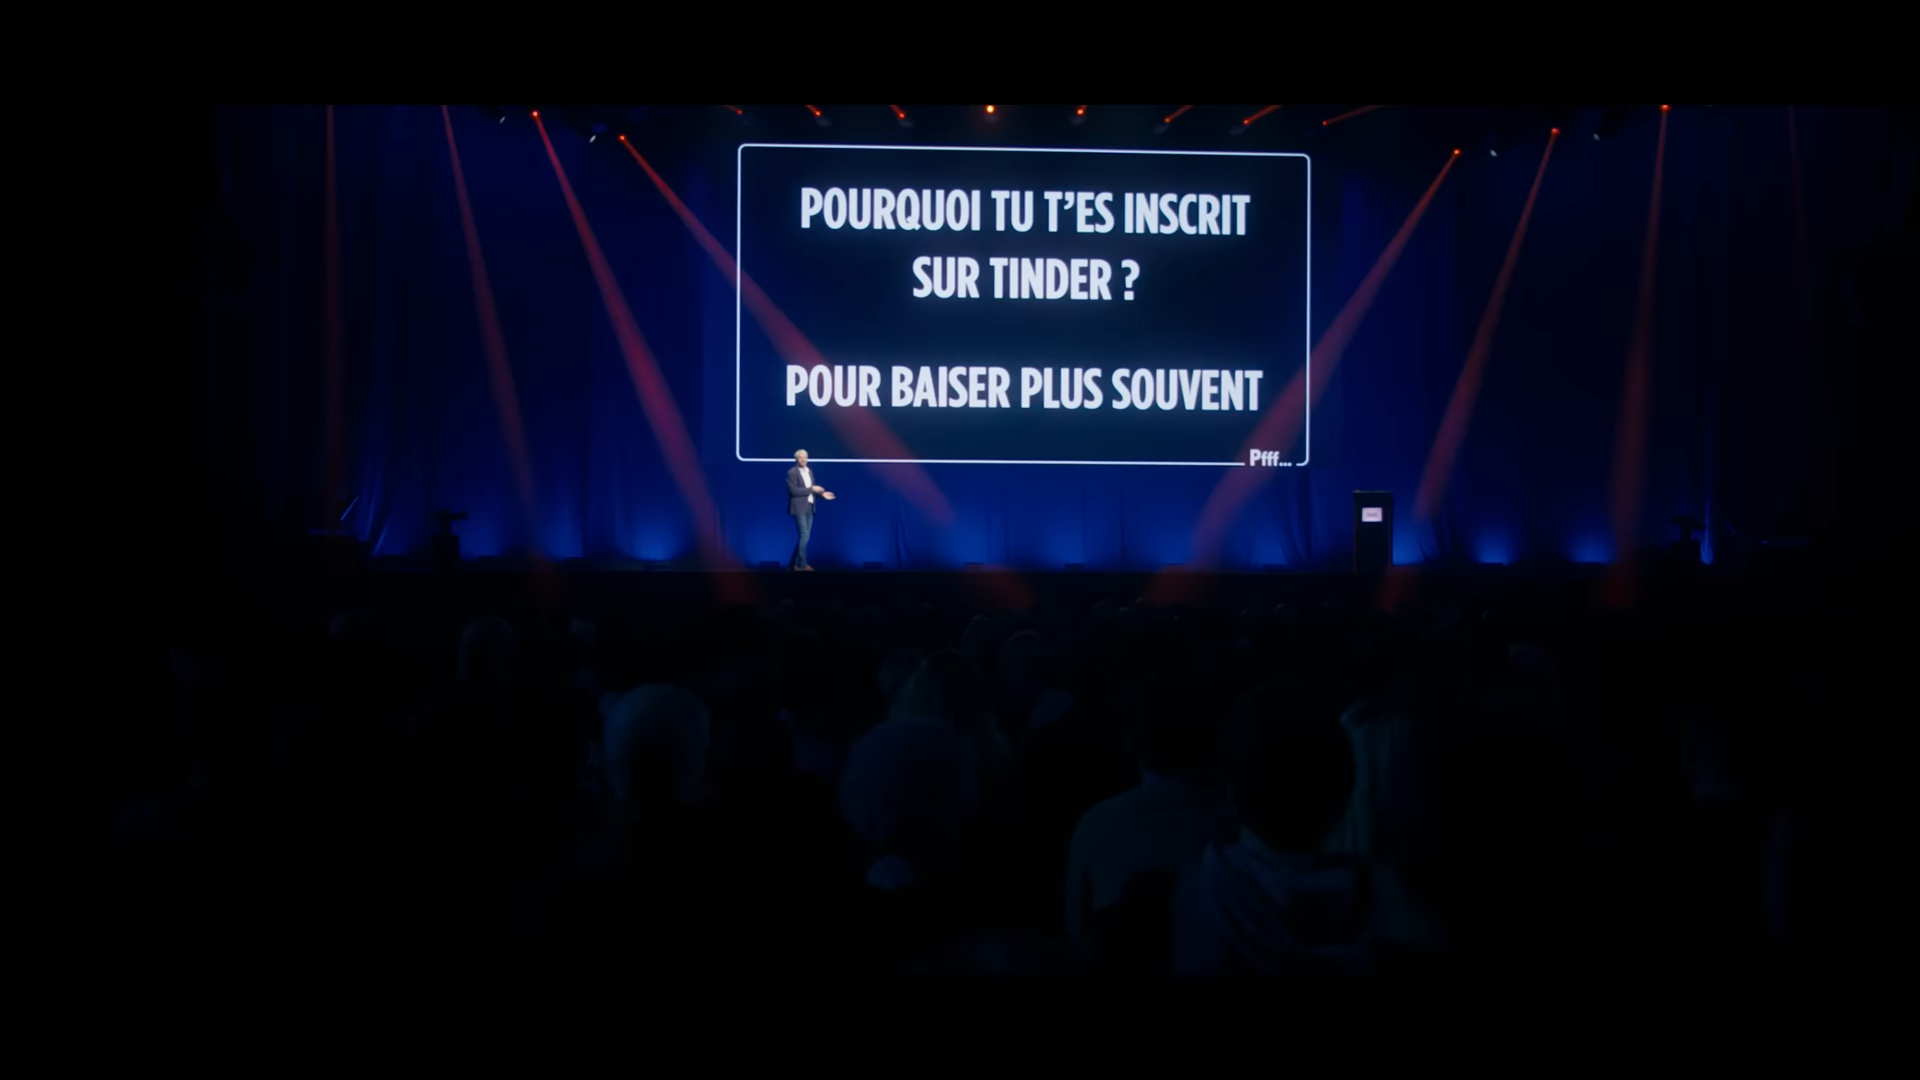 POURQUOI TU T'ES INSCRIT
SUR TINDER ?
POUR BAISER PLUS SOUVENT
Pfff...